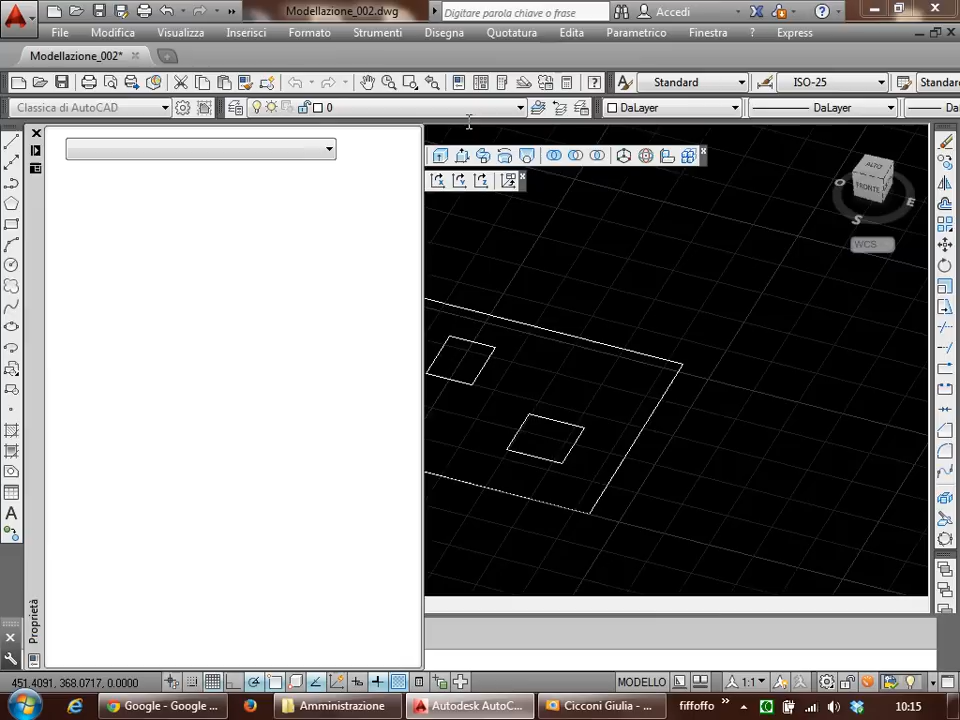 Modellazione_002.dwg
Digitare parola chiave o frase
Accedi
File Modifica Visualizza Inserisci Formato Strumenti Disegna Quotatura Edita Parametrico Finestra ? Express
Modellazione_002*
Standard ISO-25 Standard
Classica di AutoCAD 0 DaLayer DaLayer Da
X Y Z
ALTO
FRONTE
O
E
S
WCS
Proprietà
451.4091, 368.0717, 0.0000 MODELLO 1:1
Google - Google ... Amministrazione Autodesk AutoC... Cicconi Giulia - ... fiffoffo 10:15